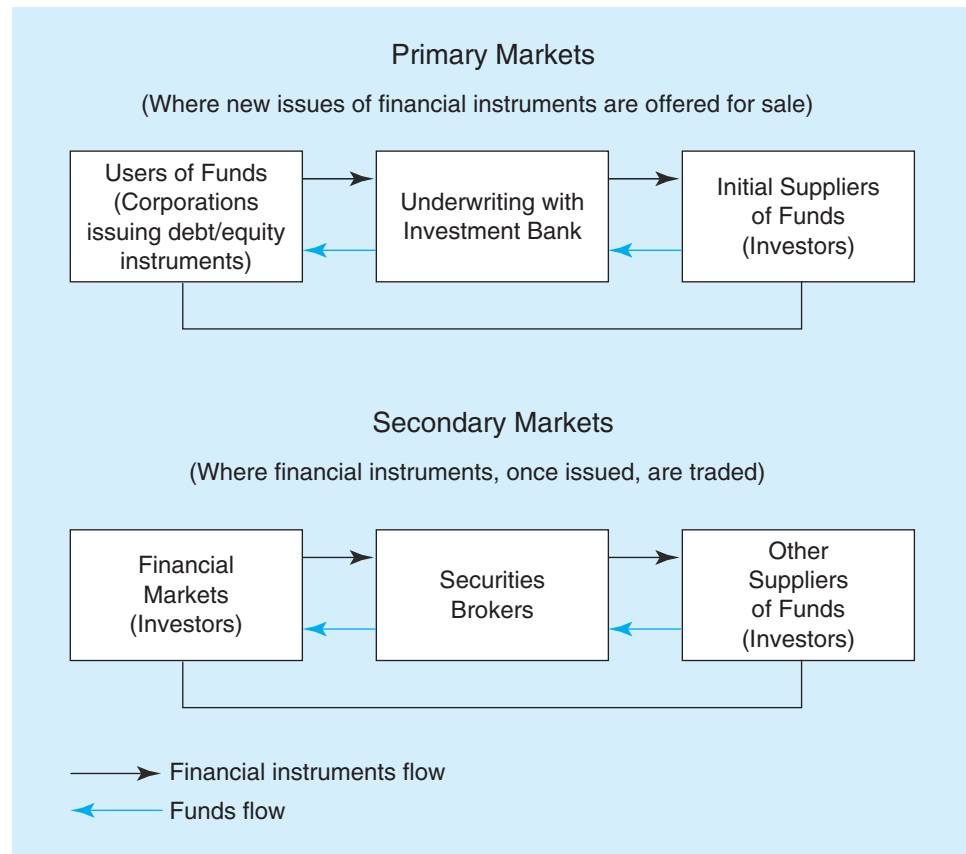 Primary Markets
(Where new issues of financial instruments are offered for sale)
Users of Funds
(Corporations
issuing debt/equity
instruments)
Underwriting with
Investment Bank
Initial Suppliers
of Funds
(Investors)
Secondary Markets
(Where financial instruments, once issued, are traded)
Financial
Markets
(Investors)
Securities
Brokers
Other
Suppliers
of Funds
(Investors)
Financial instruments flow
Funds flow